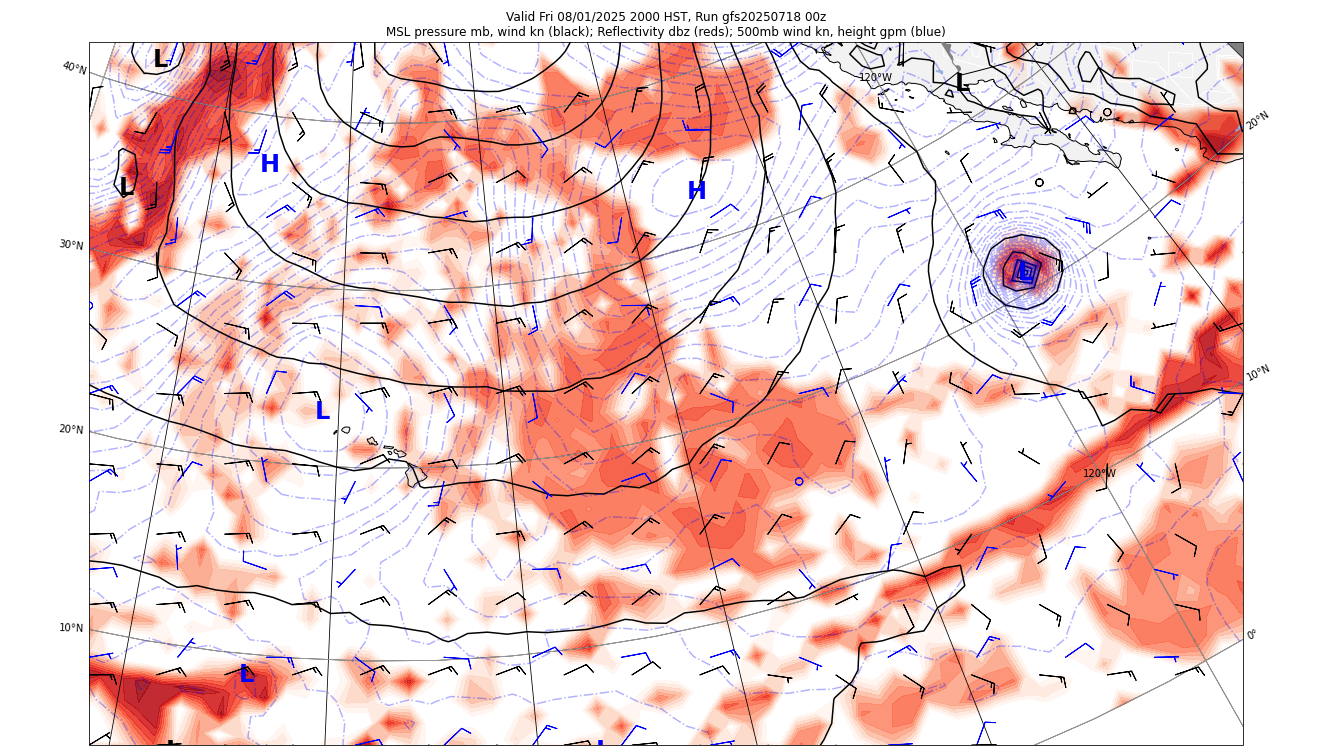 Valid Fri 08/01/2025 2000 HST, Run gfs20250718 00z
MSL pressure mb, wind kn (black); Reflectivity dbz (reds); 500mb wind kn, height gpm (blue)
40°N
L
120°W
L
20°N
H
L
H
30°N
L
10°N
L
20°N
120°W
10°N
0°
L
L
L